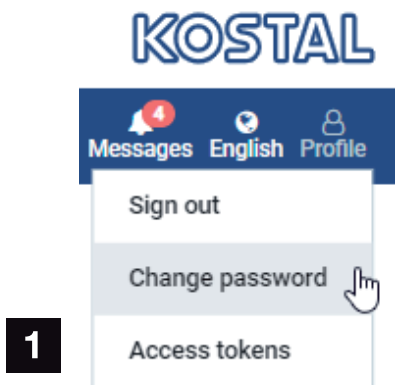 KOSTAL
4
Messages English Profile
Sign out
Change password
1 Access tokens